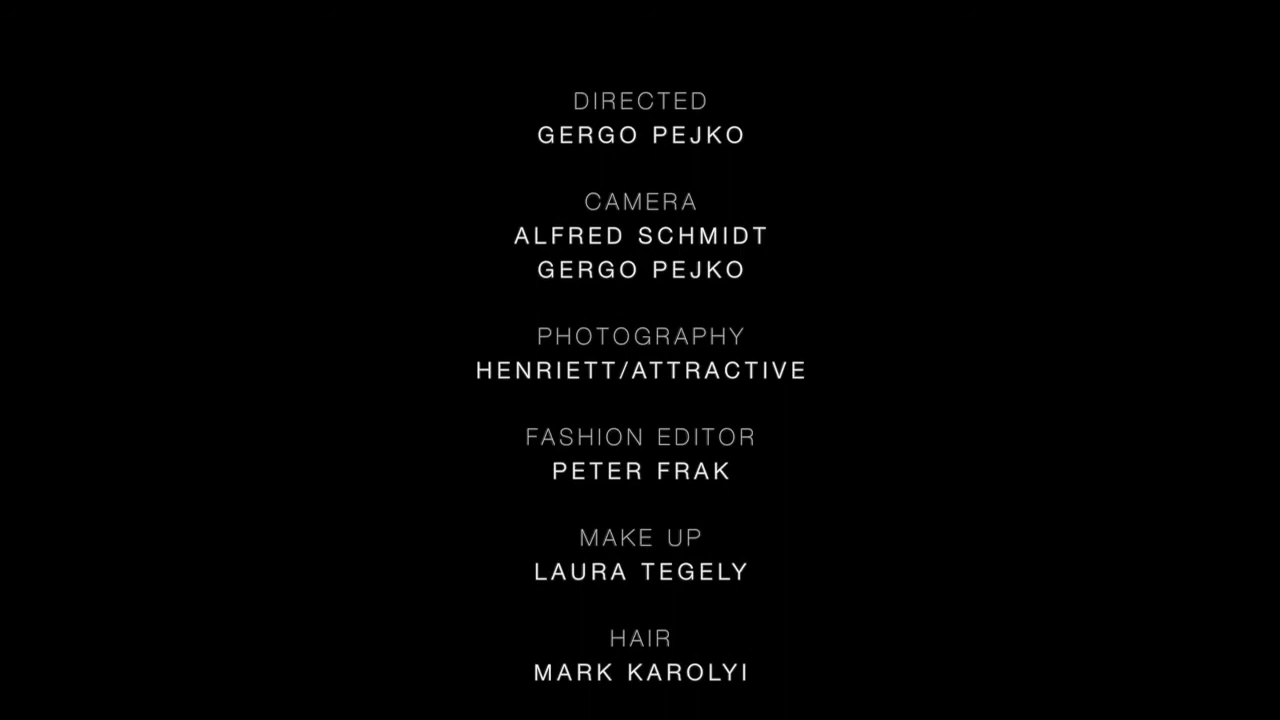 DIRECTED
GERGO PEJKO
CAMERA
ALFRED SCHMIDT
GERGO PEJKO
PHOTOGRAPHY
HENRIETT/ATTRACTIVE
FASHION EDITOR
PETER FRAK
MAKE UP
LAURA TEGELY
HAIR
MARK KAROLYI